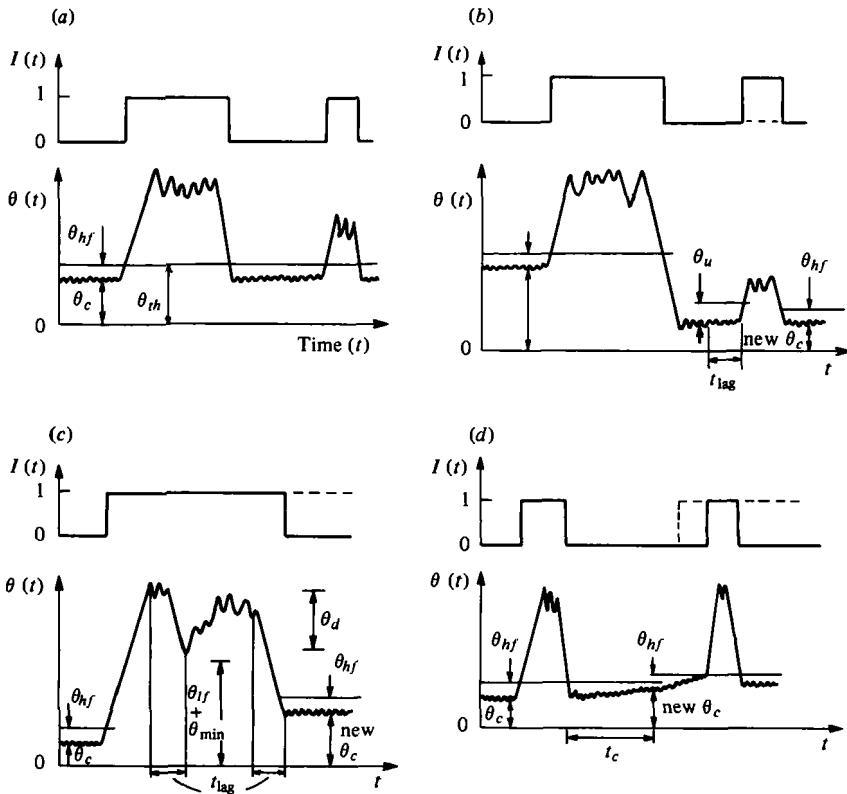 (a)
I (t)
1
0
θ (t)
θhf
θc
θth
0
Time (t)
(b)
I (t)
1
0
θ (t)
θu
θhf
new θc
0
tlag
t
(c)
I (t)
1
0
θ (t)
θd
θhf
θhf
θlf
+
θmin
new
θc
θc
0
tlag
t
(d)
I (t)
1
0
θ (t)
θhf
θhf
θc
new θc
0
tc
t